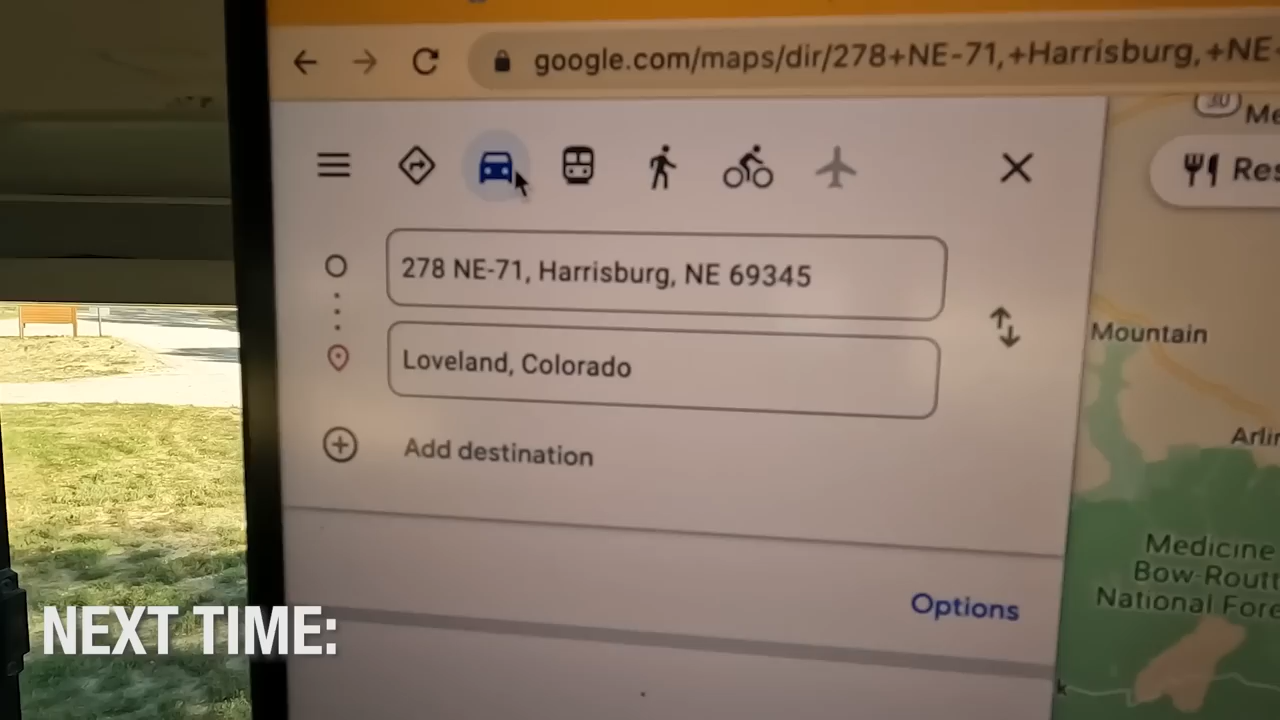 google.com/maps/dir/278+NE-71,+Harrisburg,+NE
30
278 NE-71, Harrisburg, NE 69345
Mountain
Loveland, Colorado
Add destination
Medicine
Bow-Routt
National Fore
Options
NEXT TIME: